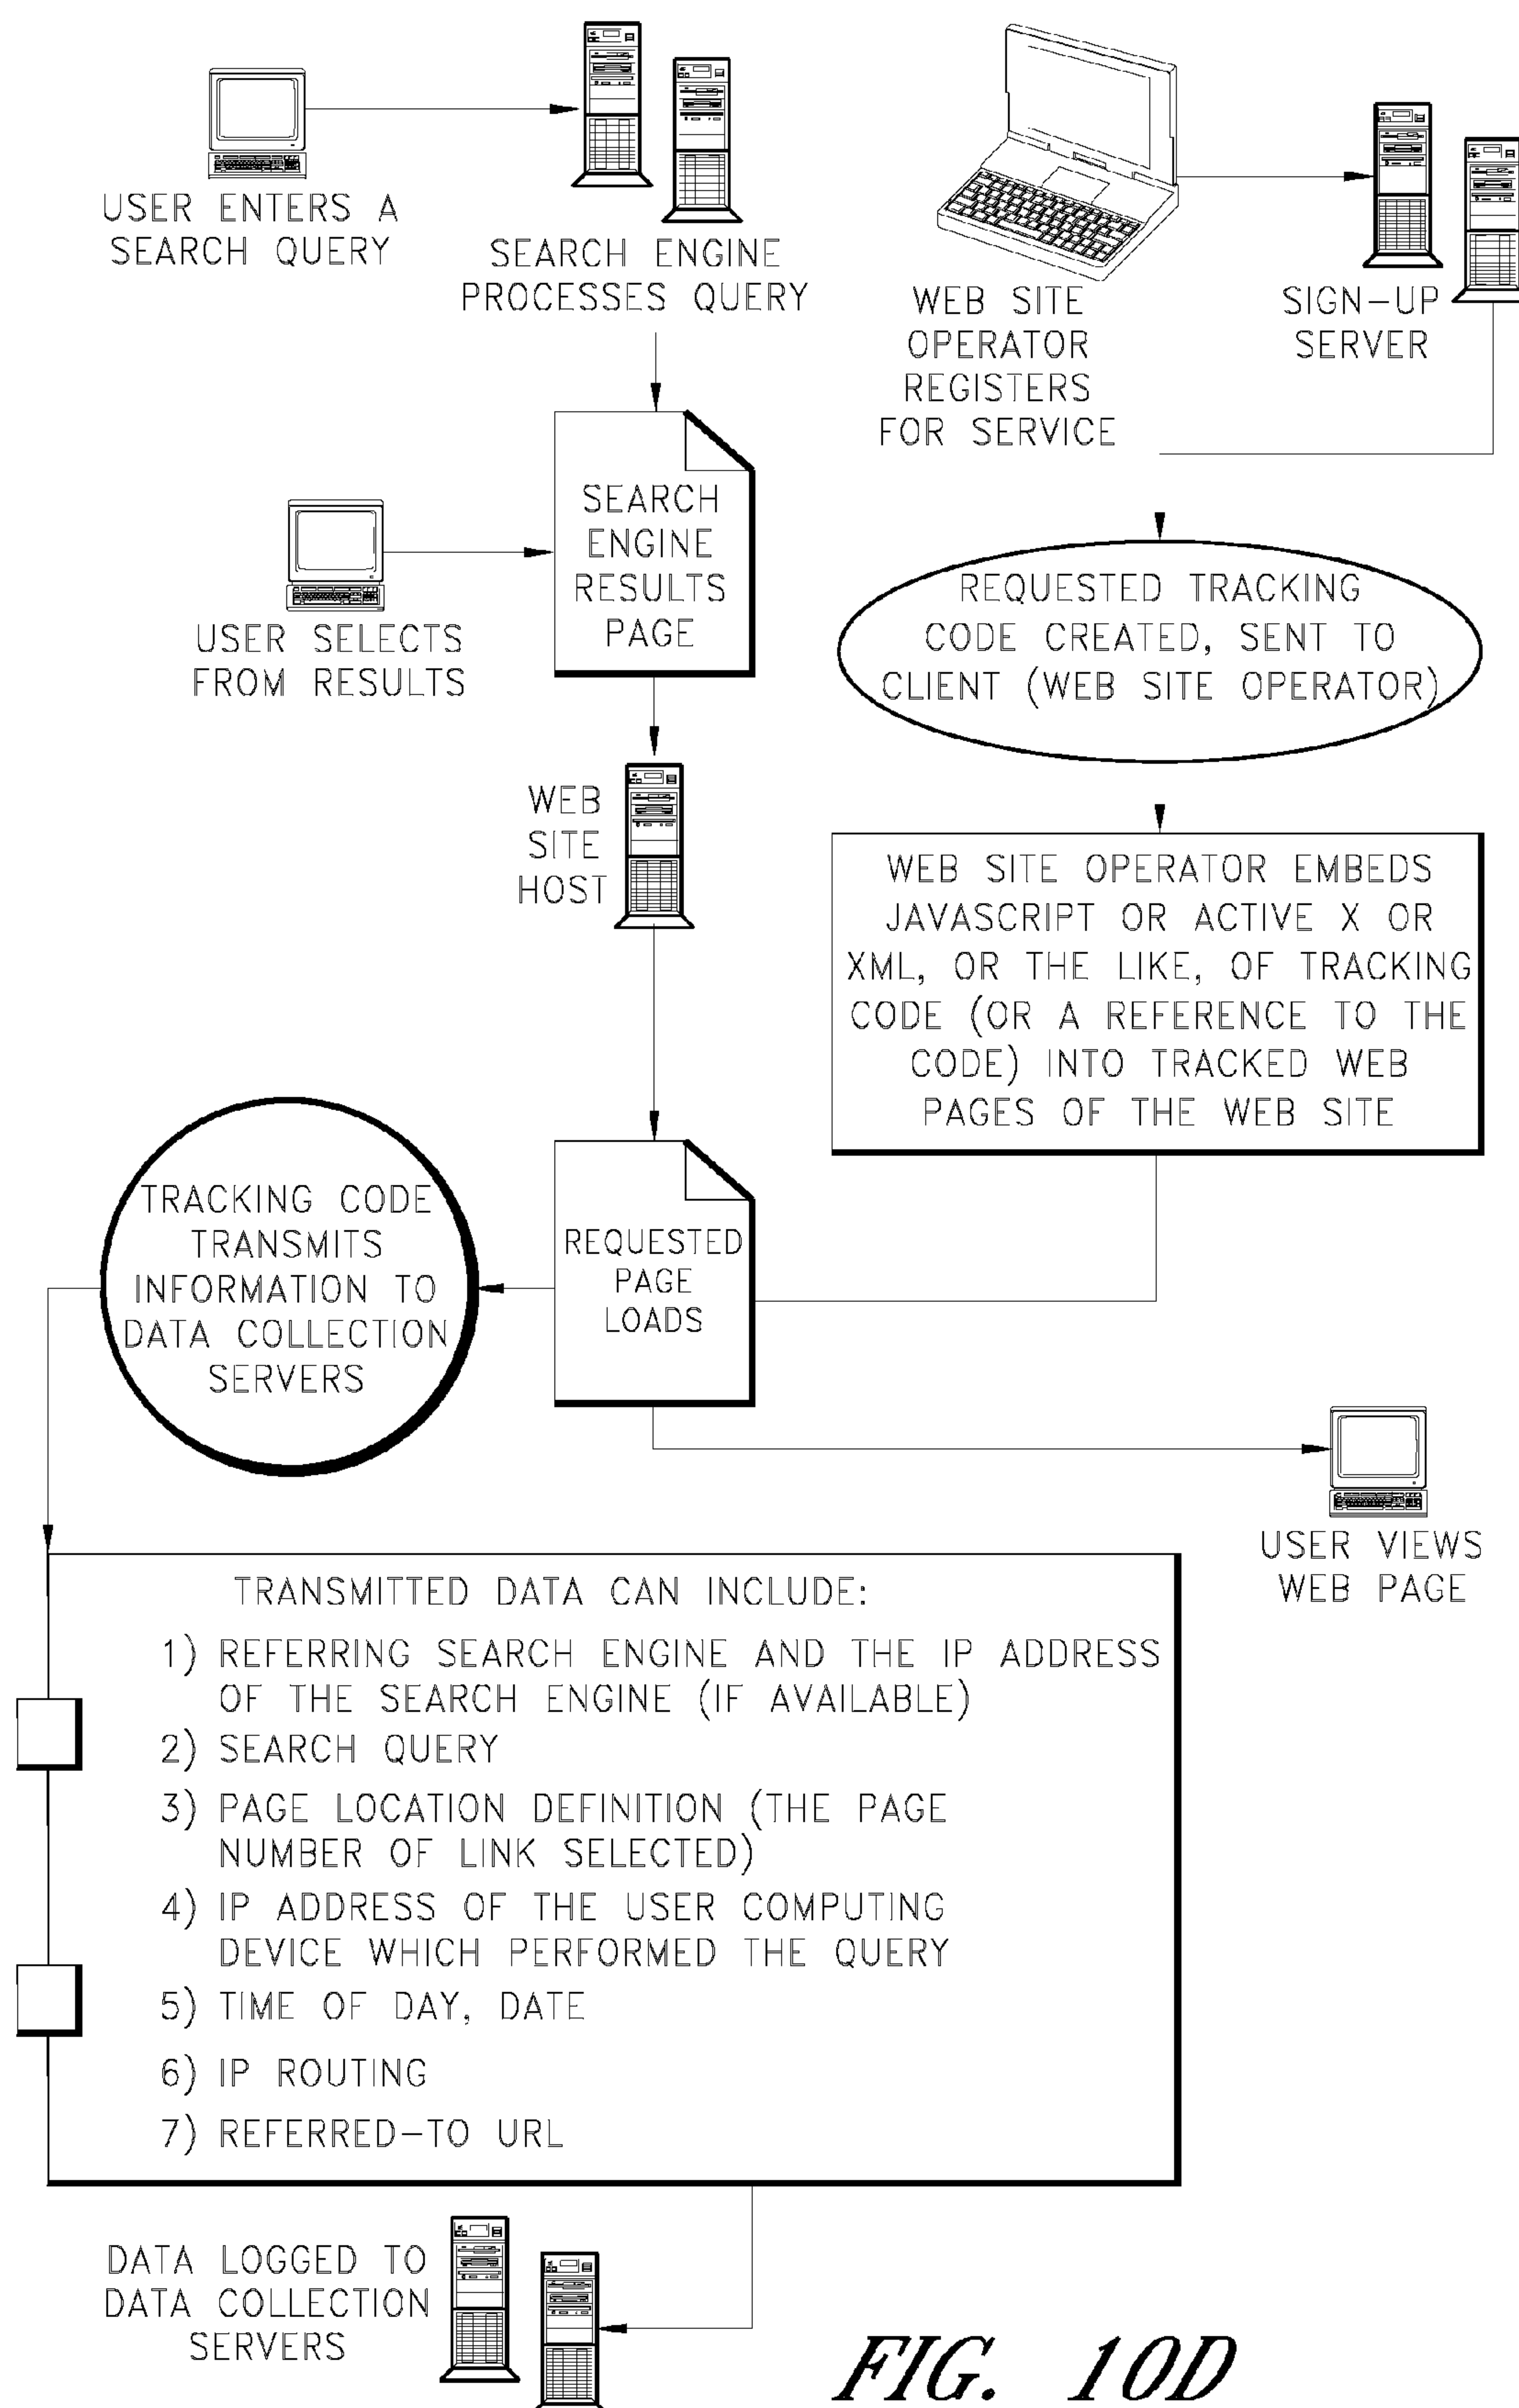 USER ENTERS A
SEARCH QUERY
SEARCH ENGINE
PROCESSES QUERY
WEB SITE
OPERATOR
REGISTERS
FOR SERVICE
SIGN-UP
SERVER
SEARCH
ENGINE
RESULTS
PAGE
USER SELECTS
FROM RESULTS
REQUESTED TRACKING
CODE CREATED, SENT TO
CLIENT (WEB SITE OPERATOR)
WEB
SITE
HOST
WEB SITE OPERATOR EMBEDS
JAVASCRIPT OR ACTIVE X OR
XML, OR THE LIKE, OF TRACKING
CODE (OR A REFERENCE TO THE
CODE) INTO TRACKED WEB
PAGES OF THE WEB SITE
TRACKING CODE
TRANSMITS
INFORMATION TO
DATA COLLECTION
SERVERS
REQUESTED
PAGE
LOADS
USER VIEWS
WEB PAGE
TRANSMITTED DATA CAN INCLUDE:
1) REFERRING SEARCH ENGINE AND THE IP ADDRESS
OF THE SEARCH ENGINE (IF AVAILABLE)
2) SEARCH QUERY
3) PAGE LOCATION DEFINITION (THE PAGE
NUMBER OF LINK SELECTED)
4) IP ADDRESS OF THE USER COMPUTING
DEVICE WHICH PERFORMED THE QUERY
5) TIME OF DAY, DATE
6) IP ROUTING
7) REFERRED-TO URL
DATA LOGGED TO
DATA COLLECTION
SERVERS
FIG. 10D